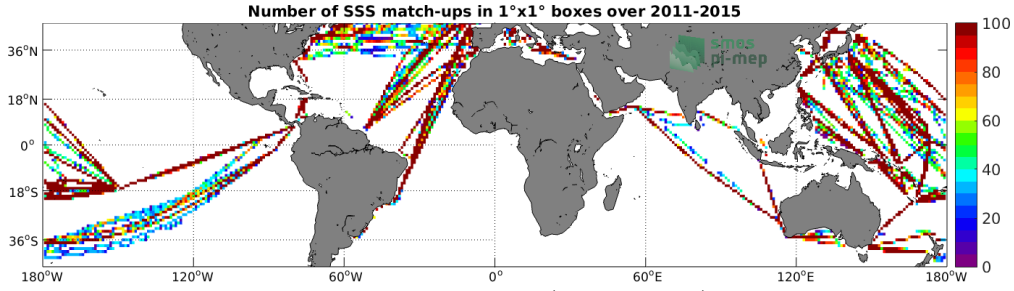 Number of SSS match-ups in 1°x1° boxes over 2011-2015
smos
pi-mep
36°N
18°N
0°
18°S
36°S
180°W 120°W 60°W 0° 60°E 120°E 180°W
100
80
60
40
20
0